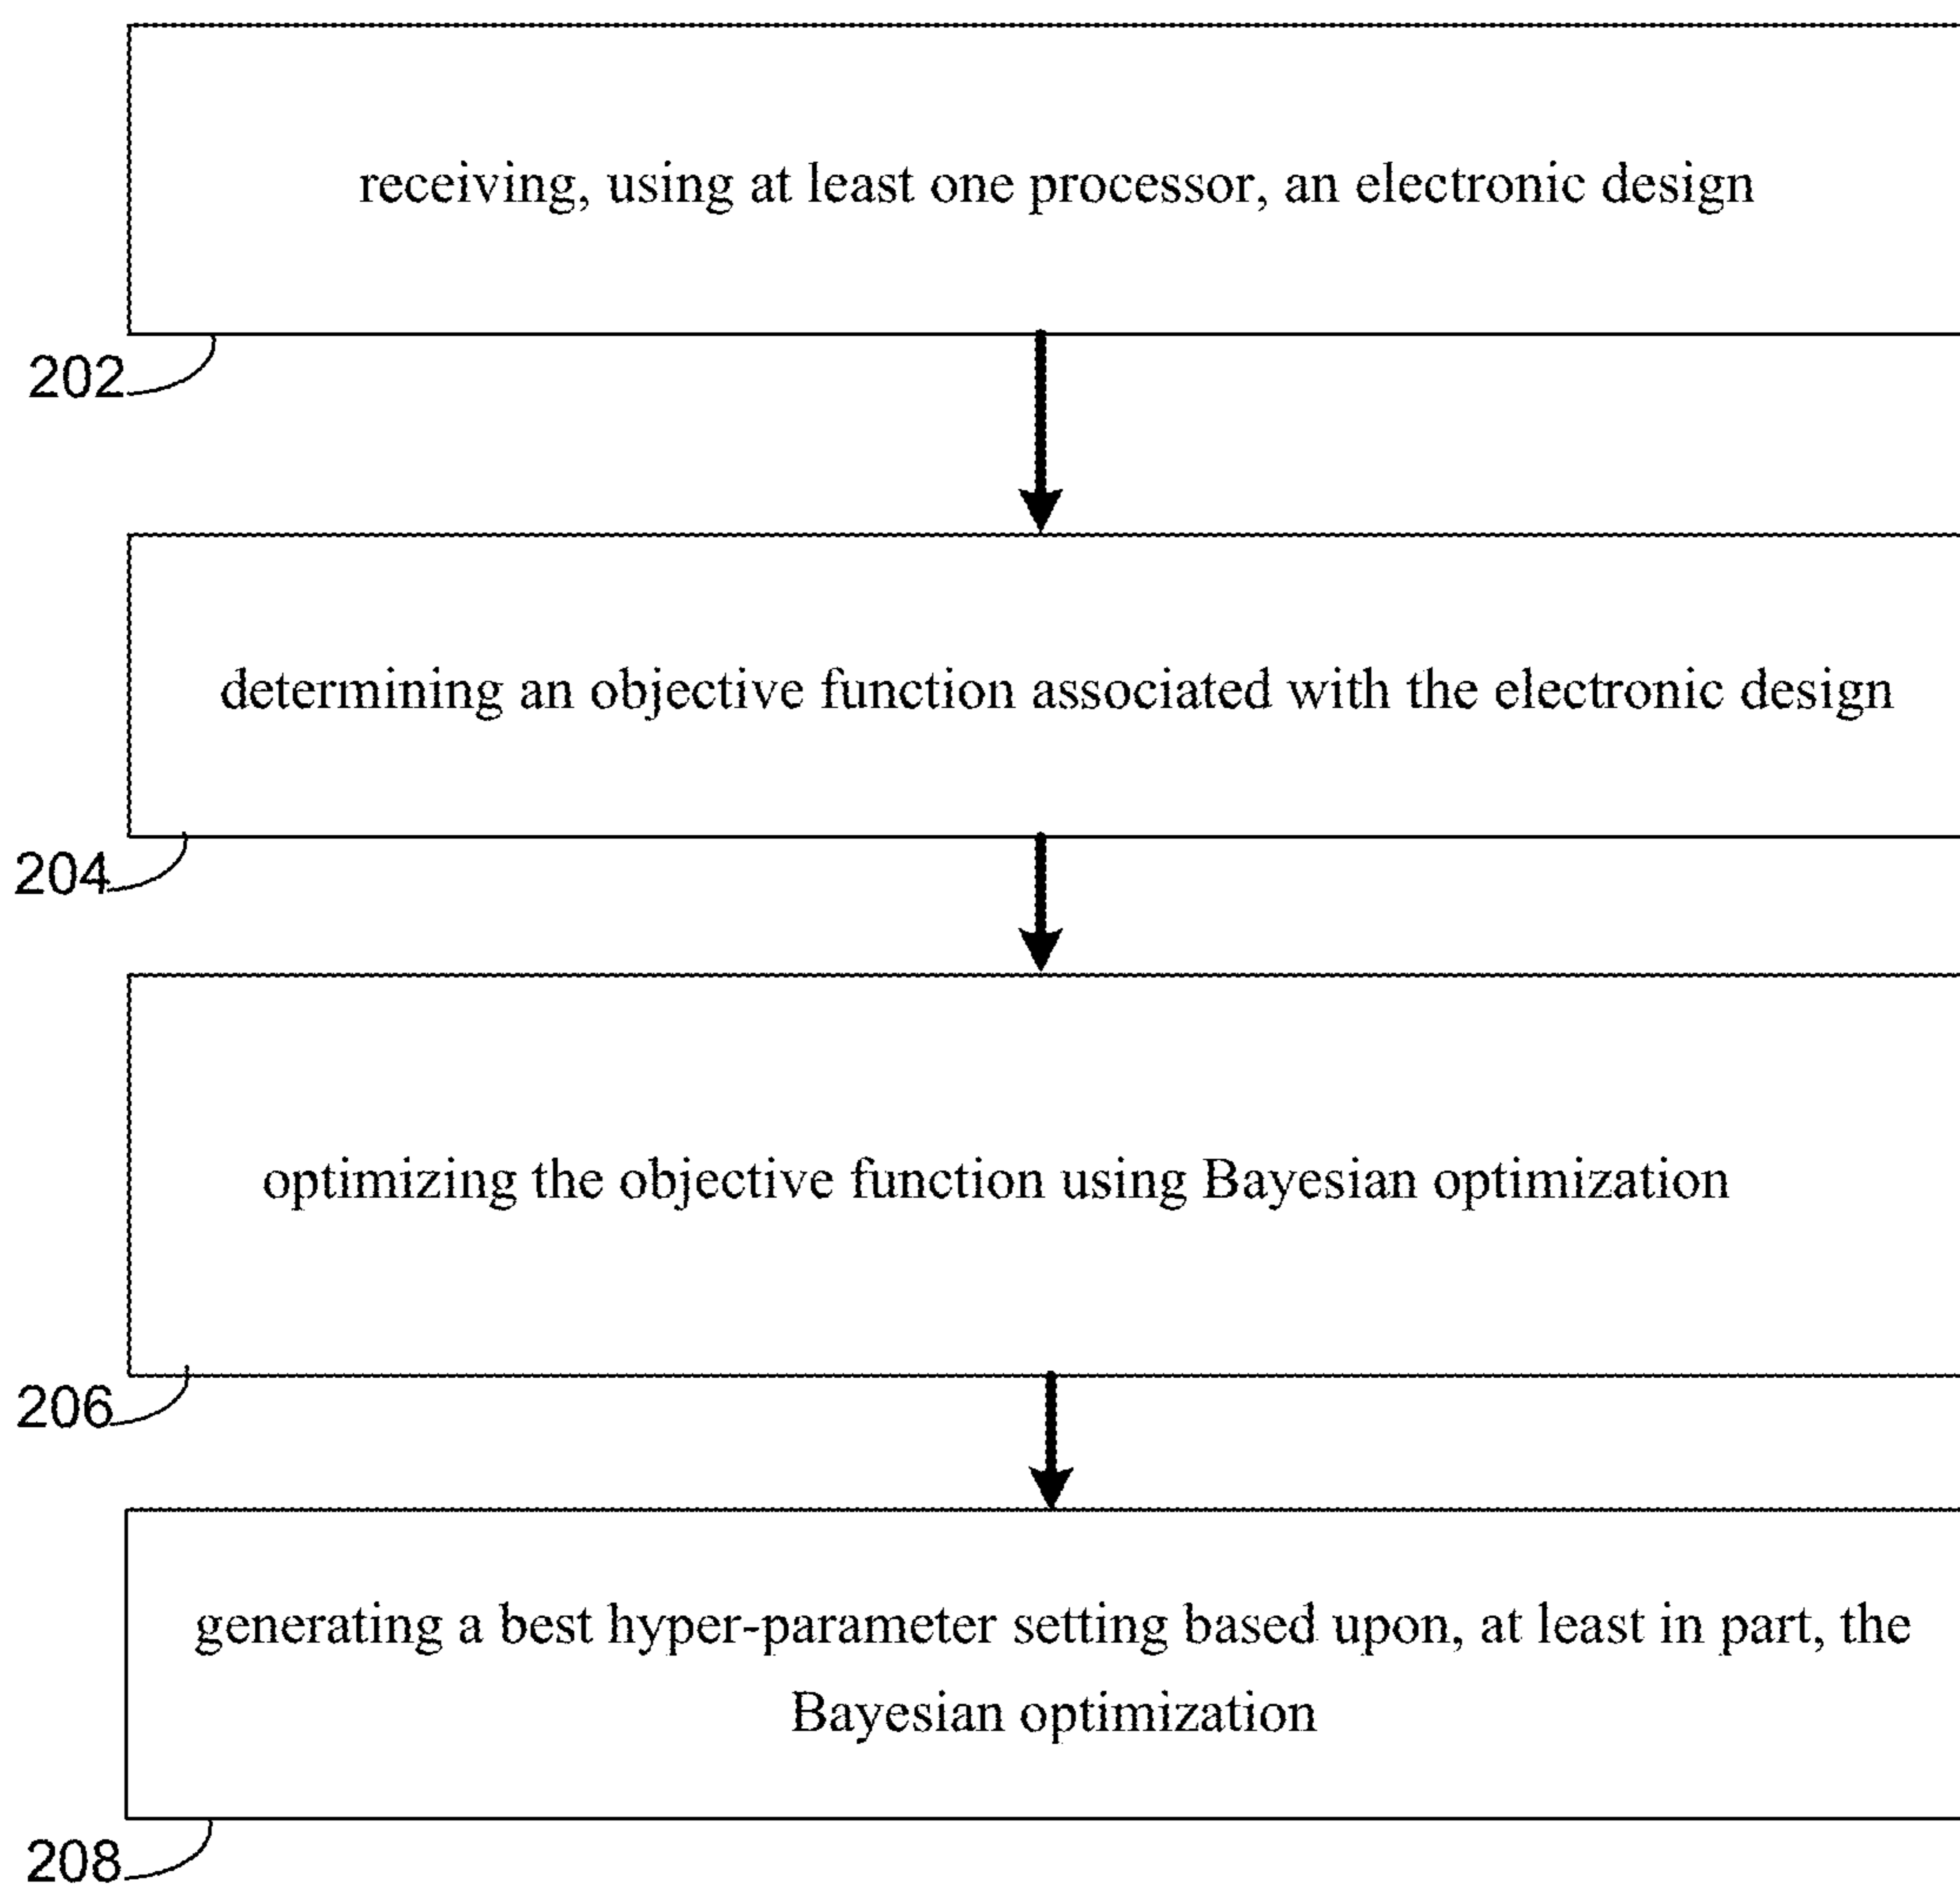 receiving, using at least one processor, an electronic design
202
determining an objective function associated with the electronic design
204
optimizing the objective function using Bayesian optimization
206
generating a best hyper-parameter setting based upon, at least in part, the
Bayesian optimization
208